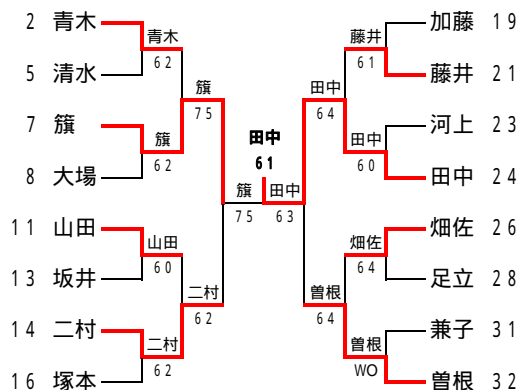 2 青木
青木
62
5 清水
籏
75
7 籏
籏
62
8 大場
籏
75
11 山田
山田
60
13 坂井
二村
62
14 二村
二村
62
16 塚本
田中
61
田中
63
加藤 19
藤井
61
藤井 21
田中
64
河上 23
田中
60
田中 24
畑佐 26
畑佐
64
足立 28
曽根
64
兼子 31
曽根
WO
曽根 32